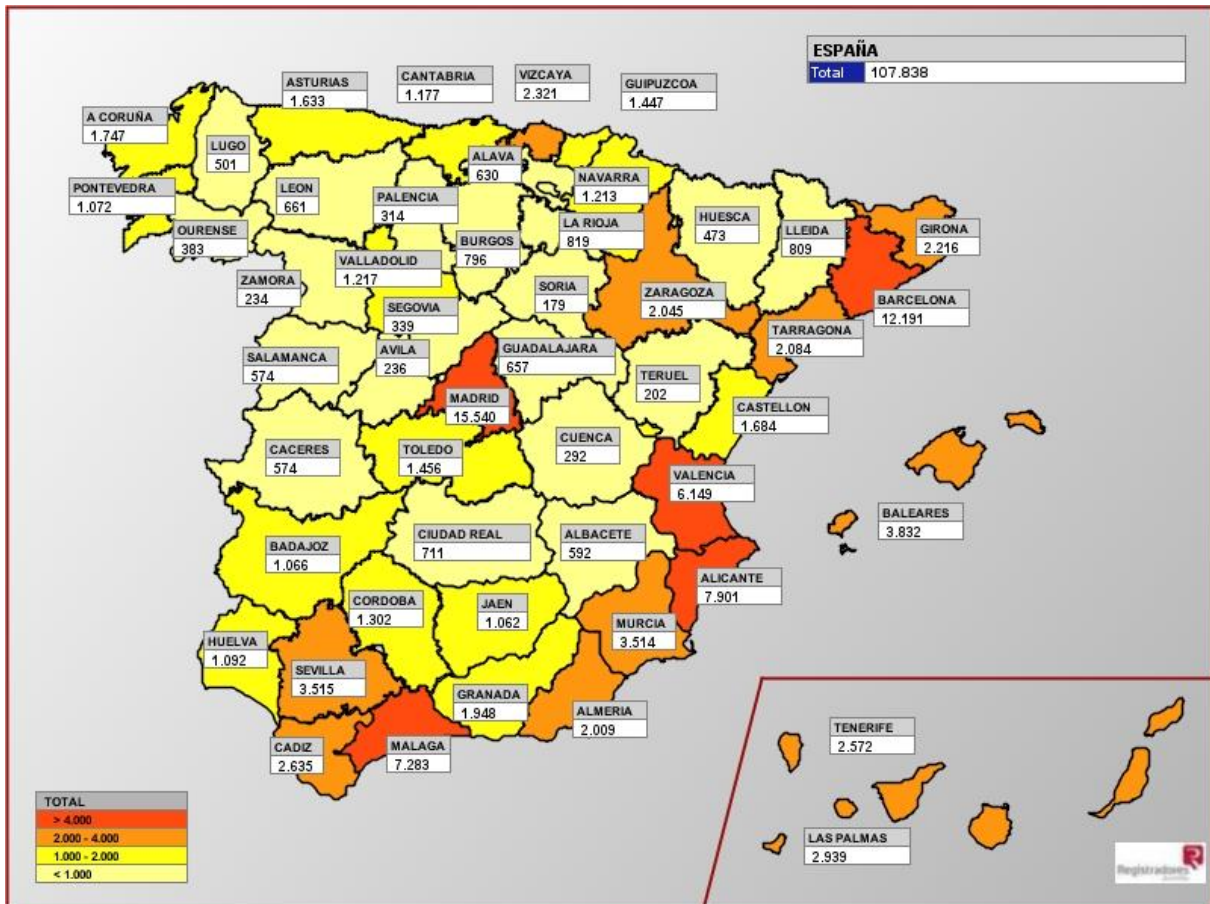 ESPAÑA
Total 107.838
ASTURIAS
1.633
CANTABRIA
1.177
VIZCAYA
2.321
GUIPUZCOA
1.447
A CORUÑA
1.747
LUGO
501
ALAVA
630
NAVARRA
1.213
PONTEVEDRA
1.072
LEON
661
PALENCIA
314
LA RIOJA
819
HUESCA
473
LLEIDA
809
GIRONA
2.216
OURENSE
383
BURGOS
796
VALLADOLID
1.217
ZAMORA
234
SORIA
179
ZARAGOZA
2.045
BARCELONA
12.191
SEGOVIA
339
TARRAGONA
2.084
SALAMANCA
574
AVILA
236
GUADALAJARA
657
TERUEL
202
MADRID
15.540
CASTELLON
1.684
CACERES
574
TOLEDO
1.456
CUENCA
292
VALENCIA
6.149
BALEARES
3.832
BADAJOZ
1.066
CIUDAD REAL
711
ALBACETE
592
ALICANTE
7.901
CORDOBA
1.302
JAEN
1.062
MURCIA
3.514
HUELVA
1.092
SEVILLA
3.515
GRANADA
1.948
ALMERIA
2.009
CADIZ
2.635
MALAGA
7.283
TENERIFE
2.572
LAS PALMAS
2.939
TOTAL
> 4.000
2.000 - 4.000
1.000 - 2.000
< 1.000
Registradores